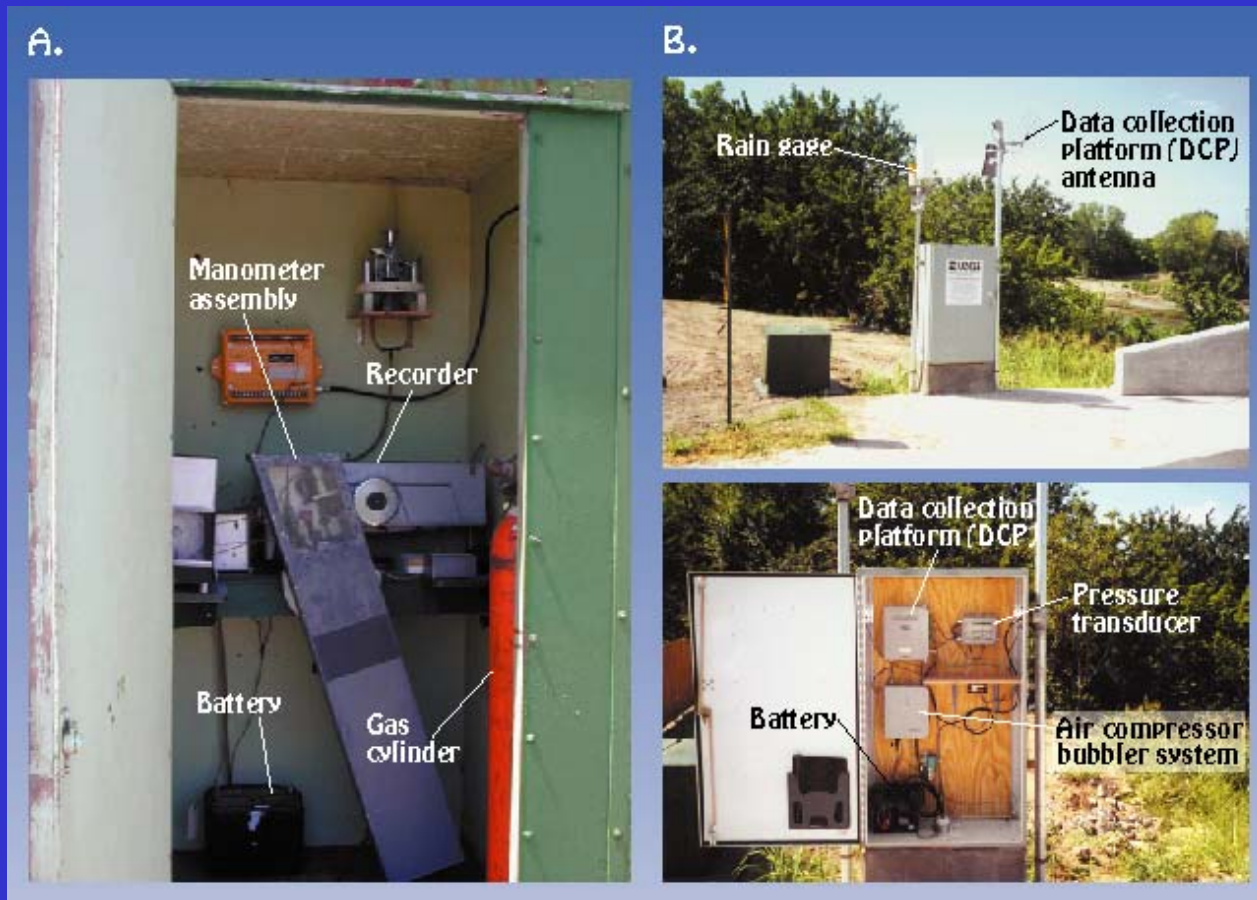 A.
Manometer
assembly
Recorder
Battery
Gas
cylinder
B.
Rain gage
Data collection
platform (DCP)
antenna
USGS
Data collection
platform (DCP)
Pressure
transducer
Battery
Air compressor
bubbler system